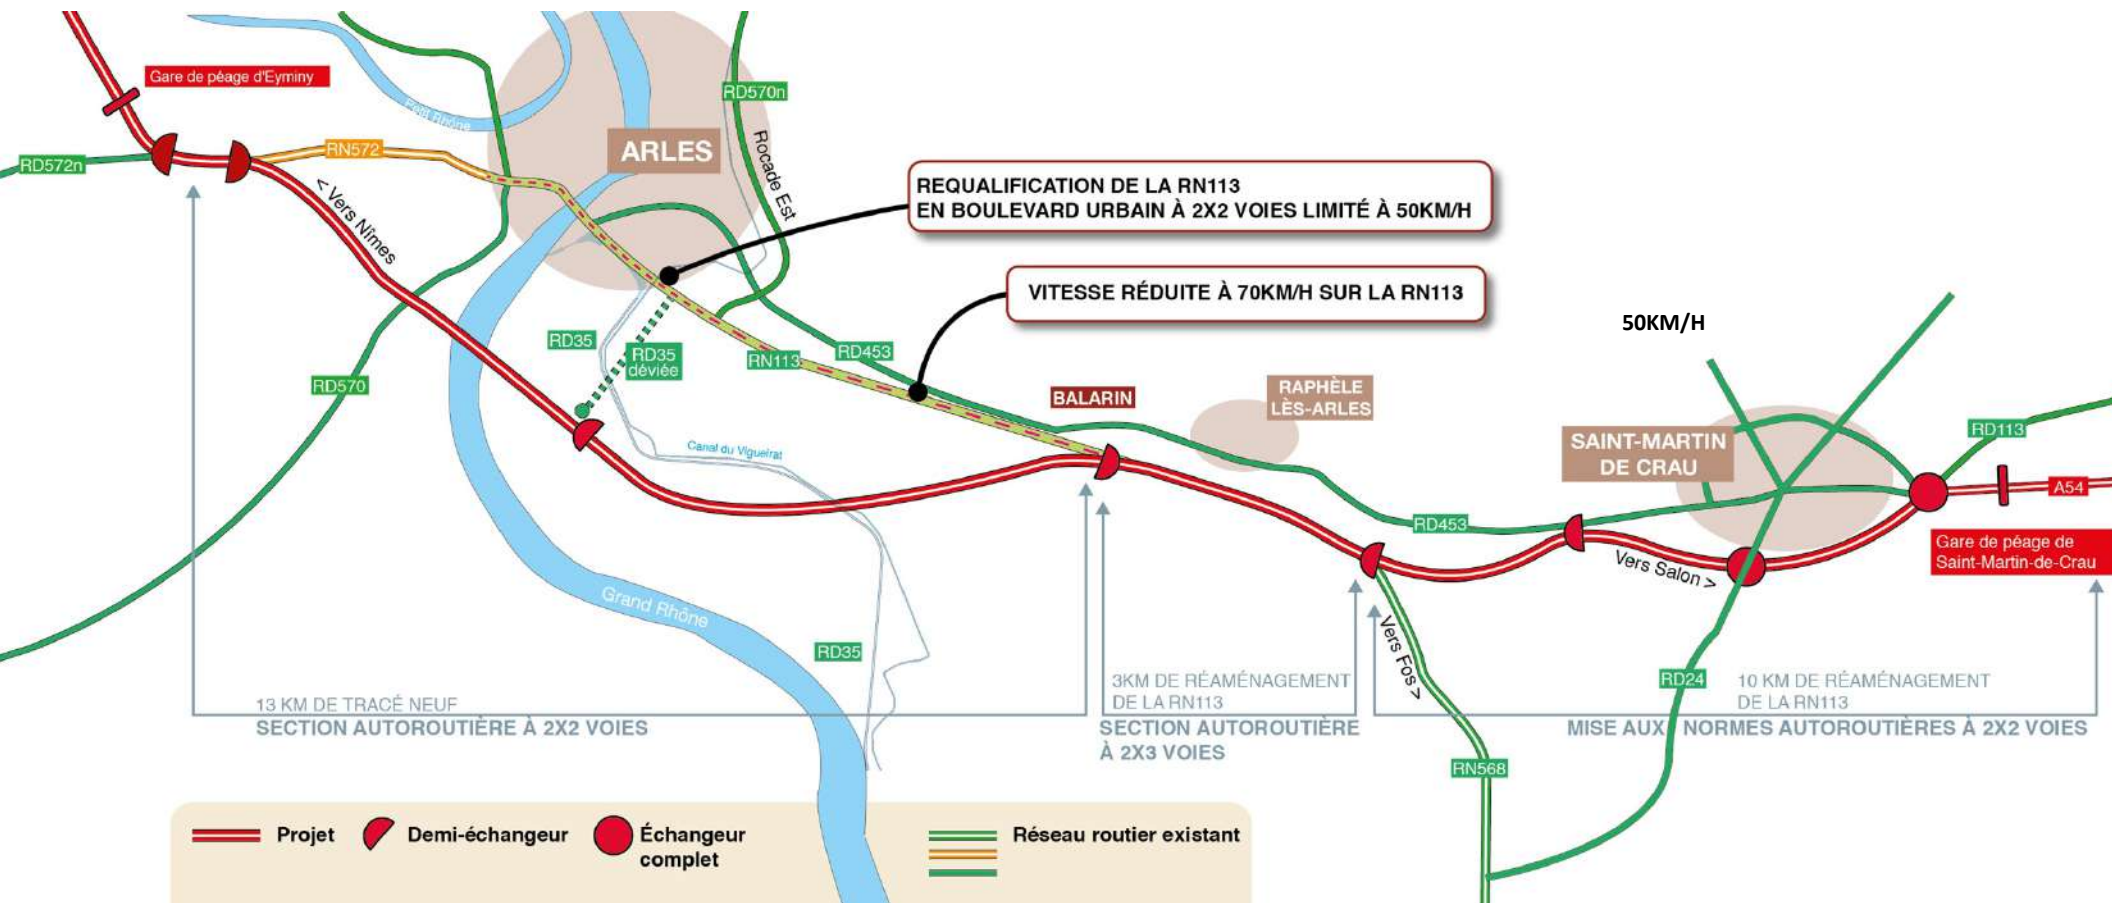 Gare de péage d'Eyminy
Petit Rhône
RD570n
RD572n
RN572
ARLES
Rocade Est
< Vers Nîmes
REQUALIFICATION DE LA RN113
EN BOULEVARD URBAIN À 2X2 VOIES LIMITÉ À 50KM/H
VITESSE RÉDUITE À 70KM/H SUR LA RN113
50KM/H
RD35
RD35
déviée
RN113
RD453
RD570
BALARIN
RAPHÈLE
LÈS-ARLES
SAINT-MARTIN
DE CRAU
RD113
Canal du Vigueirat
A54
RD453
Gare de péage de
Saint-Martin-de-Crau
Vers Salon >
Grand Rhône
RD35
Vers Fos >
RD24
13 KM DE TRACÉ NEUF
SECTION AUTOROUTIÈRE À 2X2 VOIES
3KM DE RÉAMÉNAGEMENT
DE LA RN113
SECTION AUTOROUTIÈRE
À 2X3 VOIES
10 KM DE RÉAMÉNAGEMENT
DE LA RN113
MISE AUX NORMES AUTOROUTIÈRES À 2X2 VOIES
RN568
Projet
Demi-échangeur
Échangeur
complet
Réseau routier existant